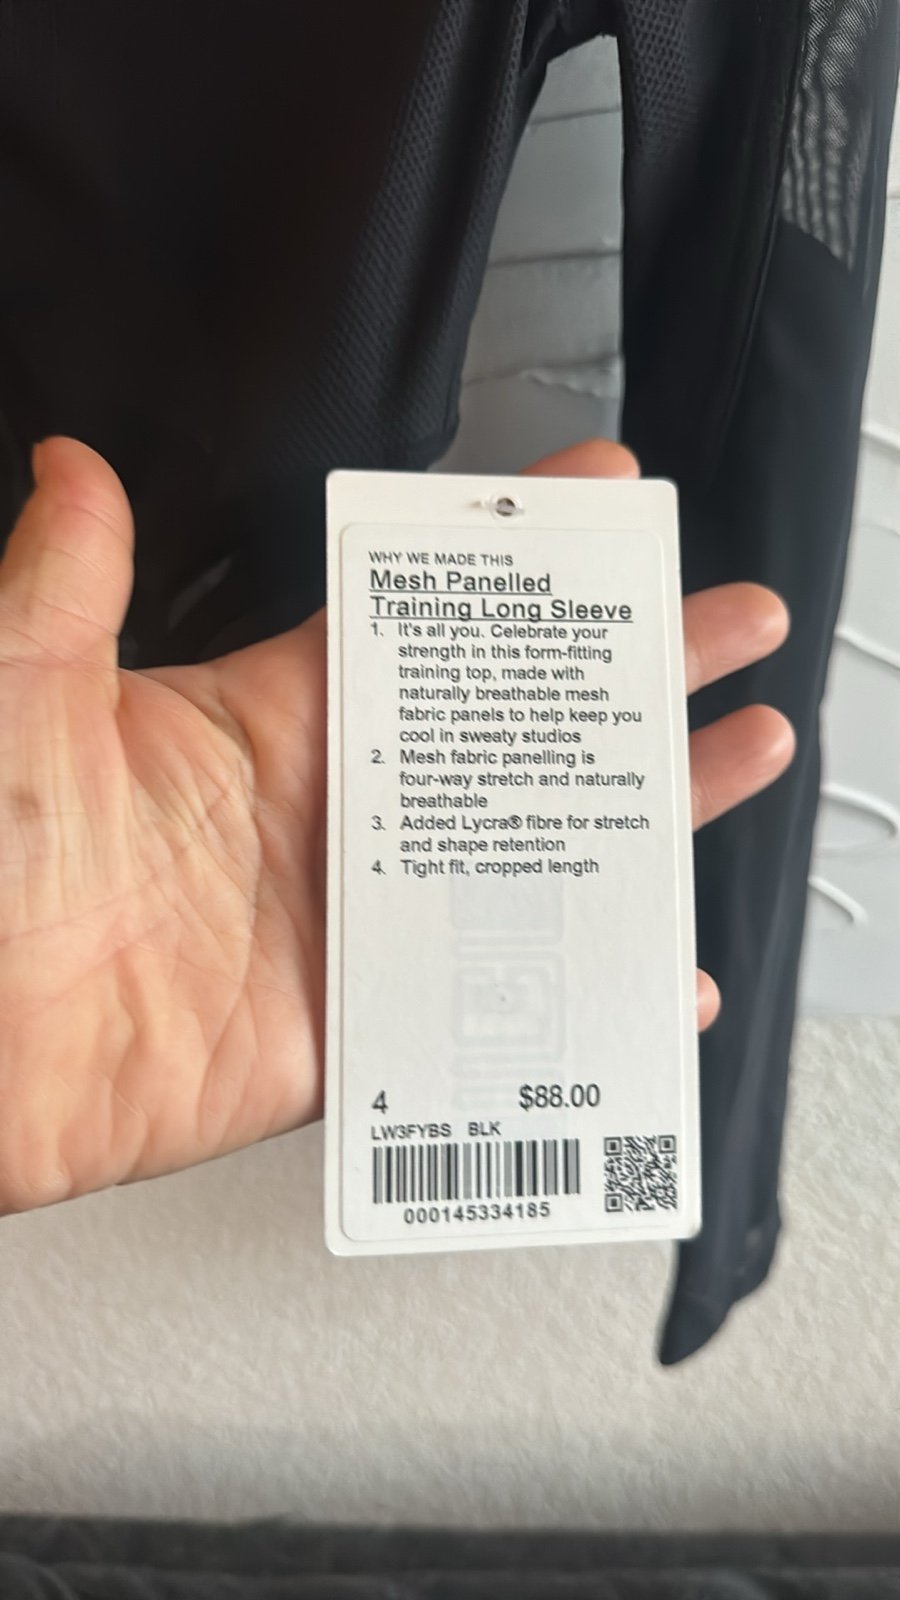 WHY WE MADE THIS
Mesh Panelled
Training Long Sleeve
1. It's all you. Celebrate your
strength in this form-fitting
training top, made with
naturally breathable mesh
fabric panels to help keep you
cool in sweaty studios
2. Mesh fabric panelling is
four-way stretch and naturally
breathable
3. Added Lycra® fibre for stretch
and shape retention
4. Tight fit, cropped length
4 $88.00
LW3FYBS BLK
000145334185